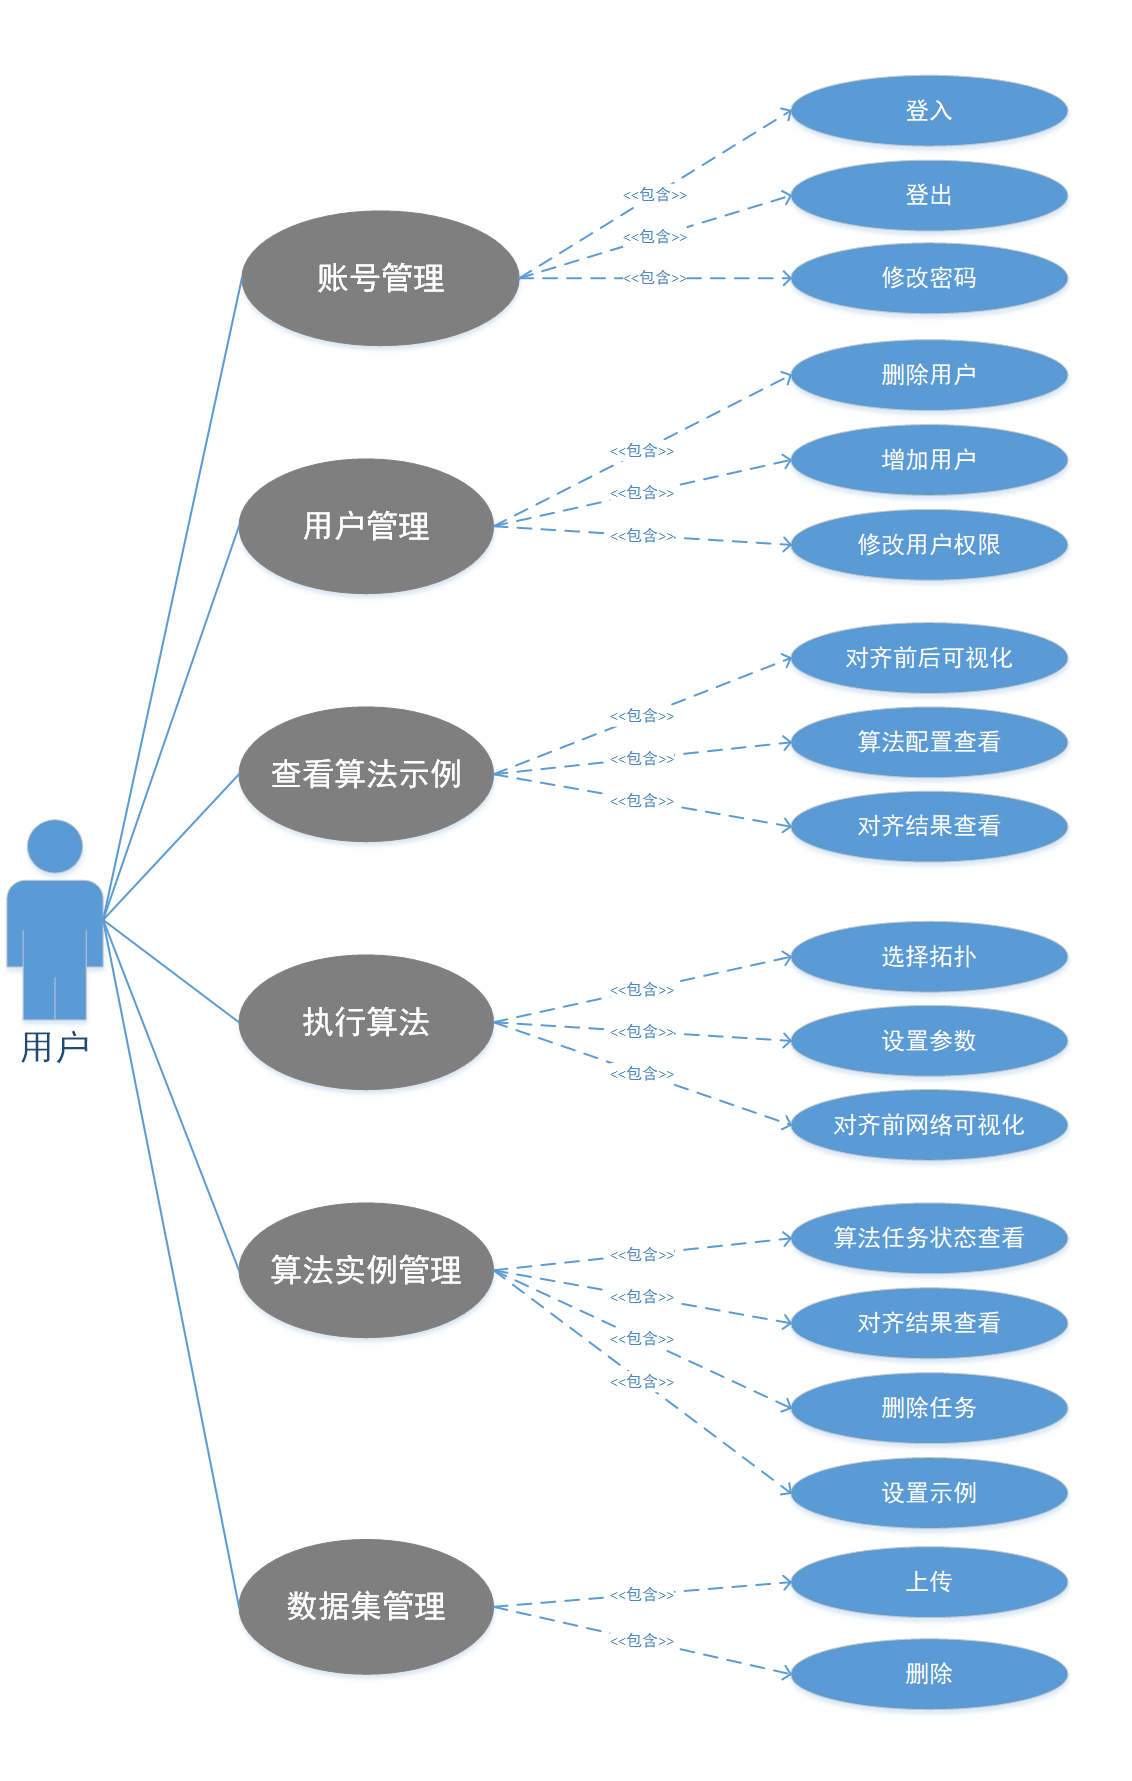 登入
<<包含>>
登出
<<包含>>
账号管理
<<包含>>
修改密码
删除用户
<<包含>>
增加用户
<<包含>>
用户管理
<<包含>>
修改用户权限
对齐前后可视化
<<包含>>
算法配置查看
<<包含>>
查看算法示例
<<包含>>
对齐结果查看
选择拓扑
<<包含>>
执行算法
<<包含>>
设置参数
用户
<<包含>>
对齐前网络可视化
算法任务状态查看
<<包含>>
算法实例管理
<<包含>>
对齐结果查看
<<包含>>
删除任务
<<包含>>
设置示例
上传
<<包含>>
数据集管理
<<包含>>
删除